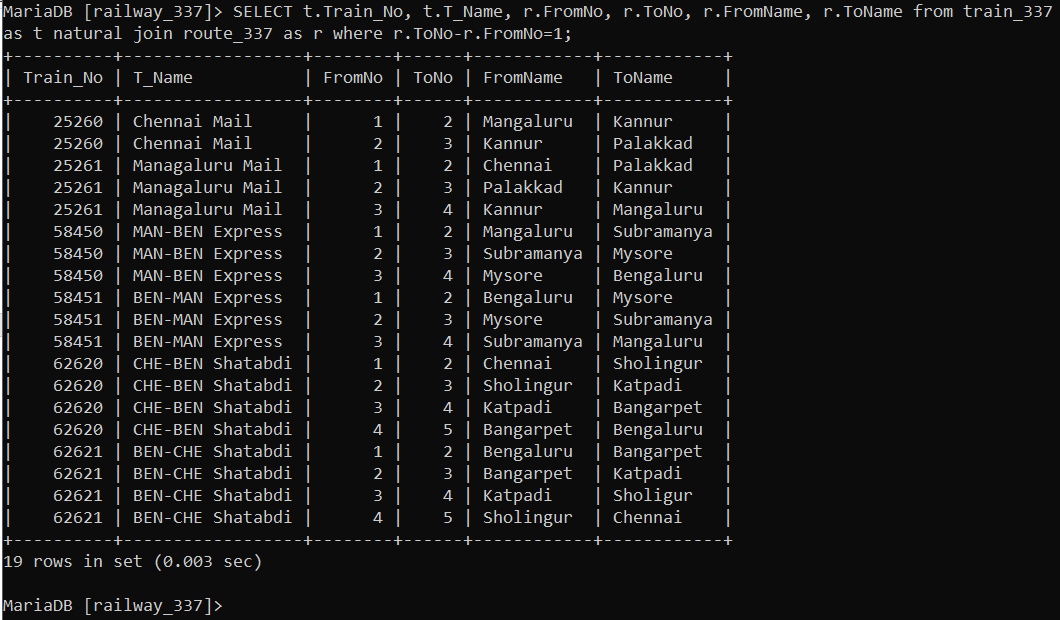 MariaDB [railway_337]> SELECT t.Train_No, t.T_Name, r.FromNo, r.ToNo, r.FromName, r.ToName from train_337
as t natural join route_337 as r where r.ToNo-r.FromNo=1;
+----------+------------------+--------+------+------------+------------+
| Train_No | T_Name           | FromNo | ToNo | FromName   | ToName     |
+----------+------------------+--------+------+------------+------------+
|    25260 | Chennai Mail     |      1 |    2 | Mangaluru  | Kannur     |
|    25260 | Chennai Mail     |      2 |    3 | Kannur     | Palakkad   |
|    25261 | Managaluru Mail  |      1 |    2 | Chennai    | Palakkad   |
|    25261 | Managaluru Mail  |      2 |    3 | Palakkad   | Kannur     |
|    25261 | Managaluru Mail  |      3 |    4 | Kannur     | Mangaluru  |
|    58450 | MAN-BEN Express  |      1 |    2 | Mangaluru  | Subramanya |
|    58450 | MAN-BEN Express  |      2 |    3 | Subramanya | Mysore     |
|    58450 | MAN-BEN Express  |      3 |    4 | Mysore     | Bengaluru  |
|    58451 | BEN-MAN Express  |      1 |    2 | Bengaluru  | Mysore     |
|    58451 | BEN-MAN Express  |      2 |    3 | Mysore     | Subramanya |
|    58451 | BEN-MAN Express  |      3 |    4 | Subramanya | Mangaluru  |
|    62620 | CHE-BEN Shatabdi |      1 |    2 | Chennai    | Sholingur  |
|    62620 | CHE-BEN Shatabdi |      2 |    3 | Sholingur  | Katpadi    |
|    62620 | CHE-BEN Shatabdi |      3 |    4 | Katpadi    | Bangarpet  |
|    62620 | CHE-BEN Shatabdi |      4 |    5 | Bangarpet  | Bengaluru  |
|    62621 | BEN-CHE Shatabdi |      1 |    2 | Bengaluru  | Bangarpet  |
|    62621 | BEN-CHE Shatabdi |      2 |    3 | Bangarpet  | Katpadi    |
|    62621 | BEN-CHE Shatabdi |      3 |    4 | Katpadi    | Sholigur   |
|    62621 | BEN-CHE Shatabdi |      4 |    5 | Sholingur  | Chennai    |
+----------+------------------+--------+------+------------+------------+
19 rows in set (0.003 sec)
MariaDB [railway_337]>